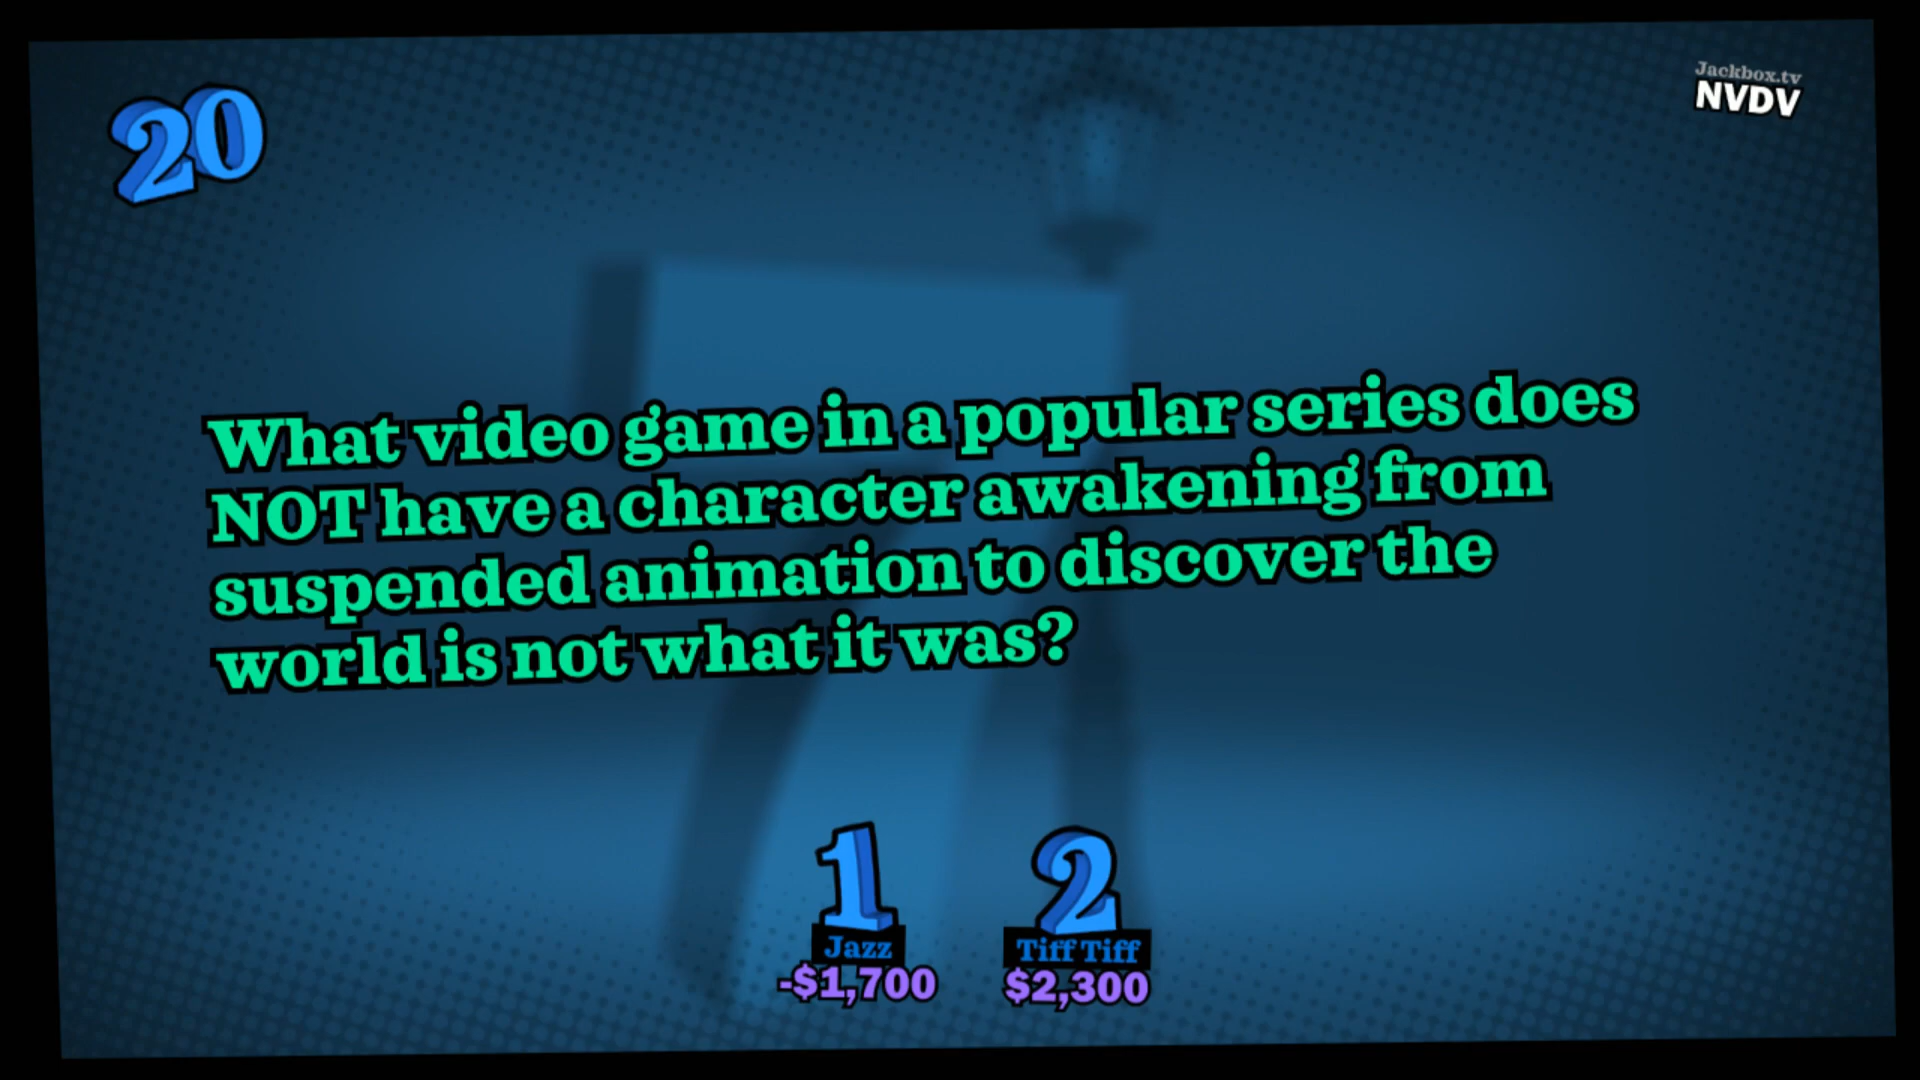 20
Jackbox.tv
NVDV
What video game in a popular series does
NOT have a character awakening from
suspended animation to discover the
world is not what it was?
1
Jazz
-$1,700
2
Tiff Tiff
$2,300